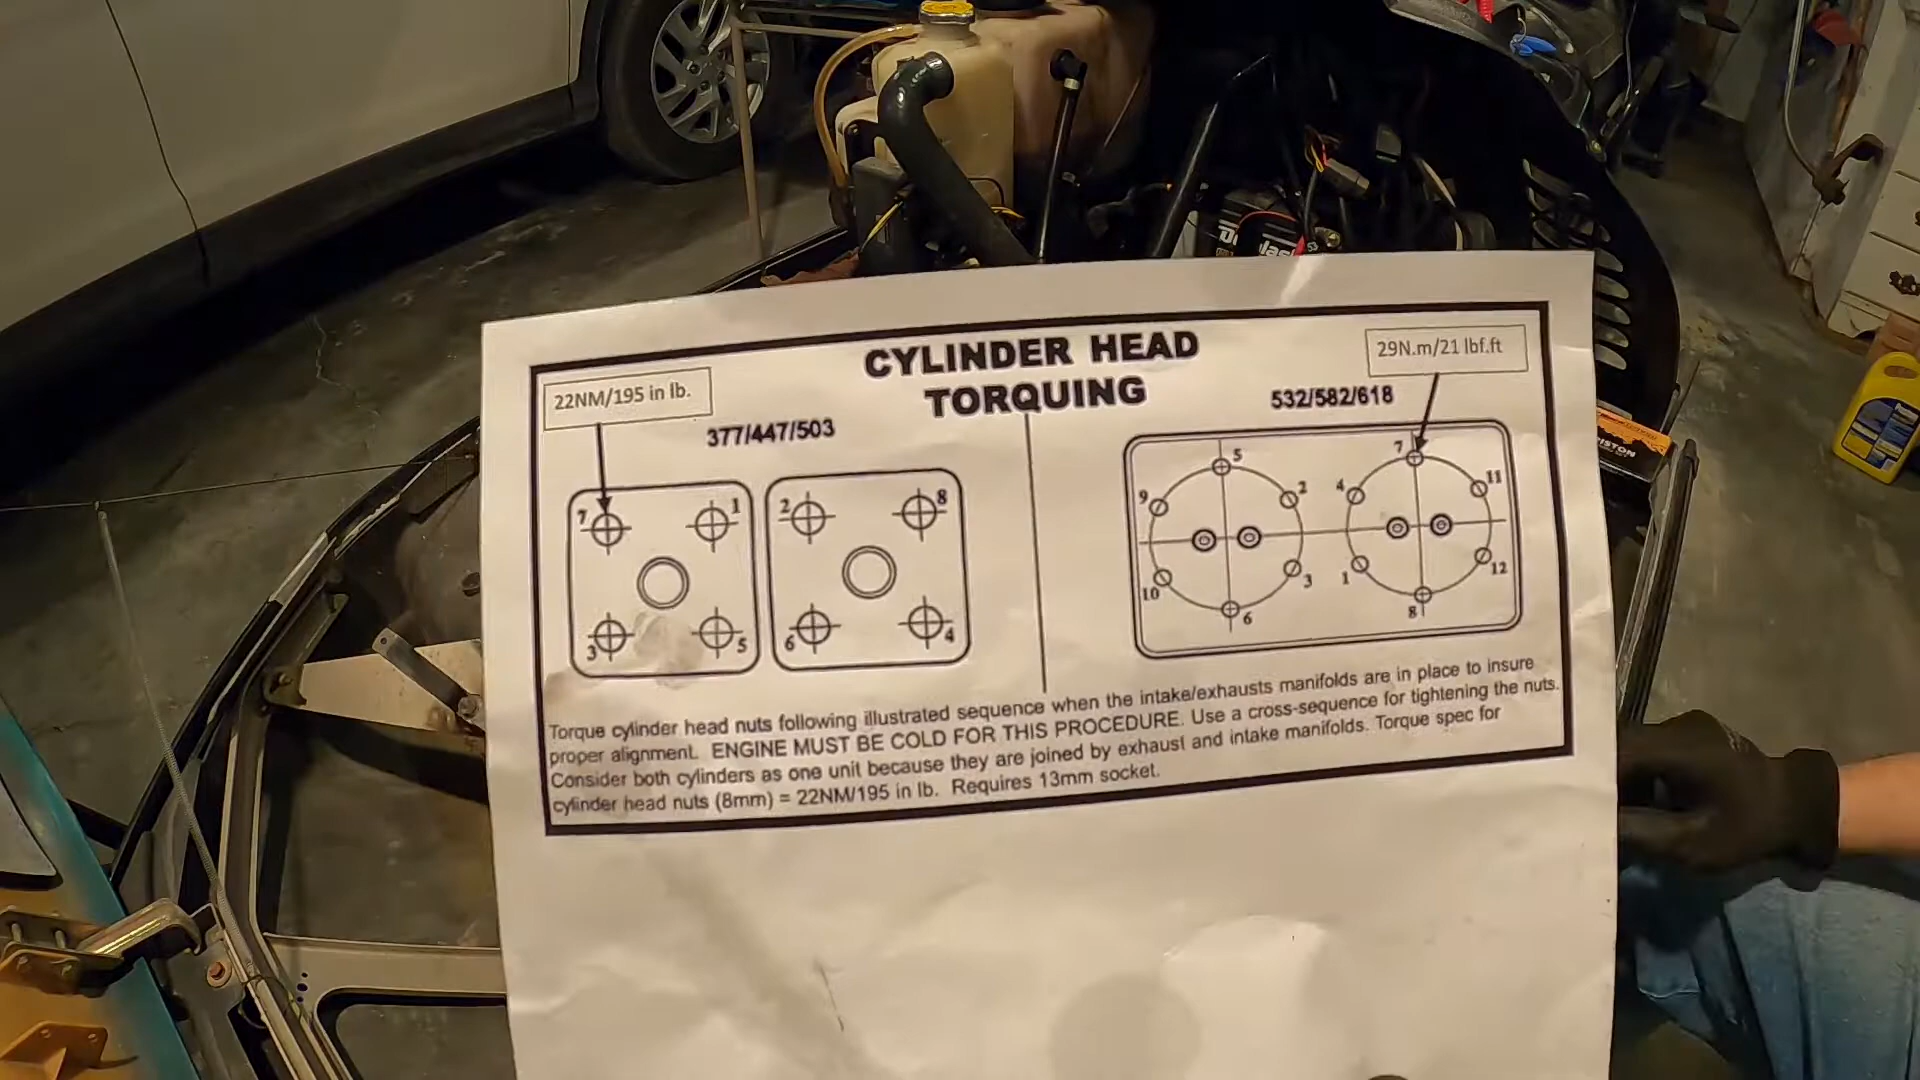 CYLINDER HEAD
TORQUING
22NM/195 in lb.
377/447/503
29N.m/21 lbf.ft
532/582/618
7 1
3 5
2 8
6 4
5
9 2
10 3
6
7
4 11
1 12
8
Torque cylinder head nuts following illustrated sequence when the intake/exhausts manifolds are in place to insure
proper alignment. ENGINE MUST BE COLD FOR THIS PROCEDURE. Use a cross-sequence for tightening the nuts.
Consider both cylinders as one unit because they are joined by exhaust and intake manifolds. Torque spec for
cylinder head nuts (8mm) = 22NM/195 in lb. Requires 13mm socket.